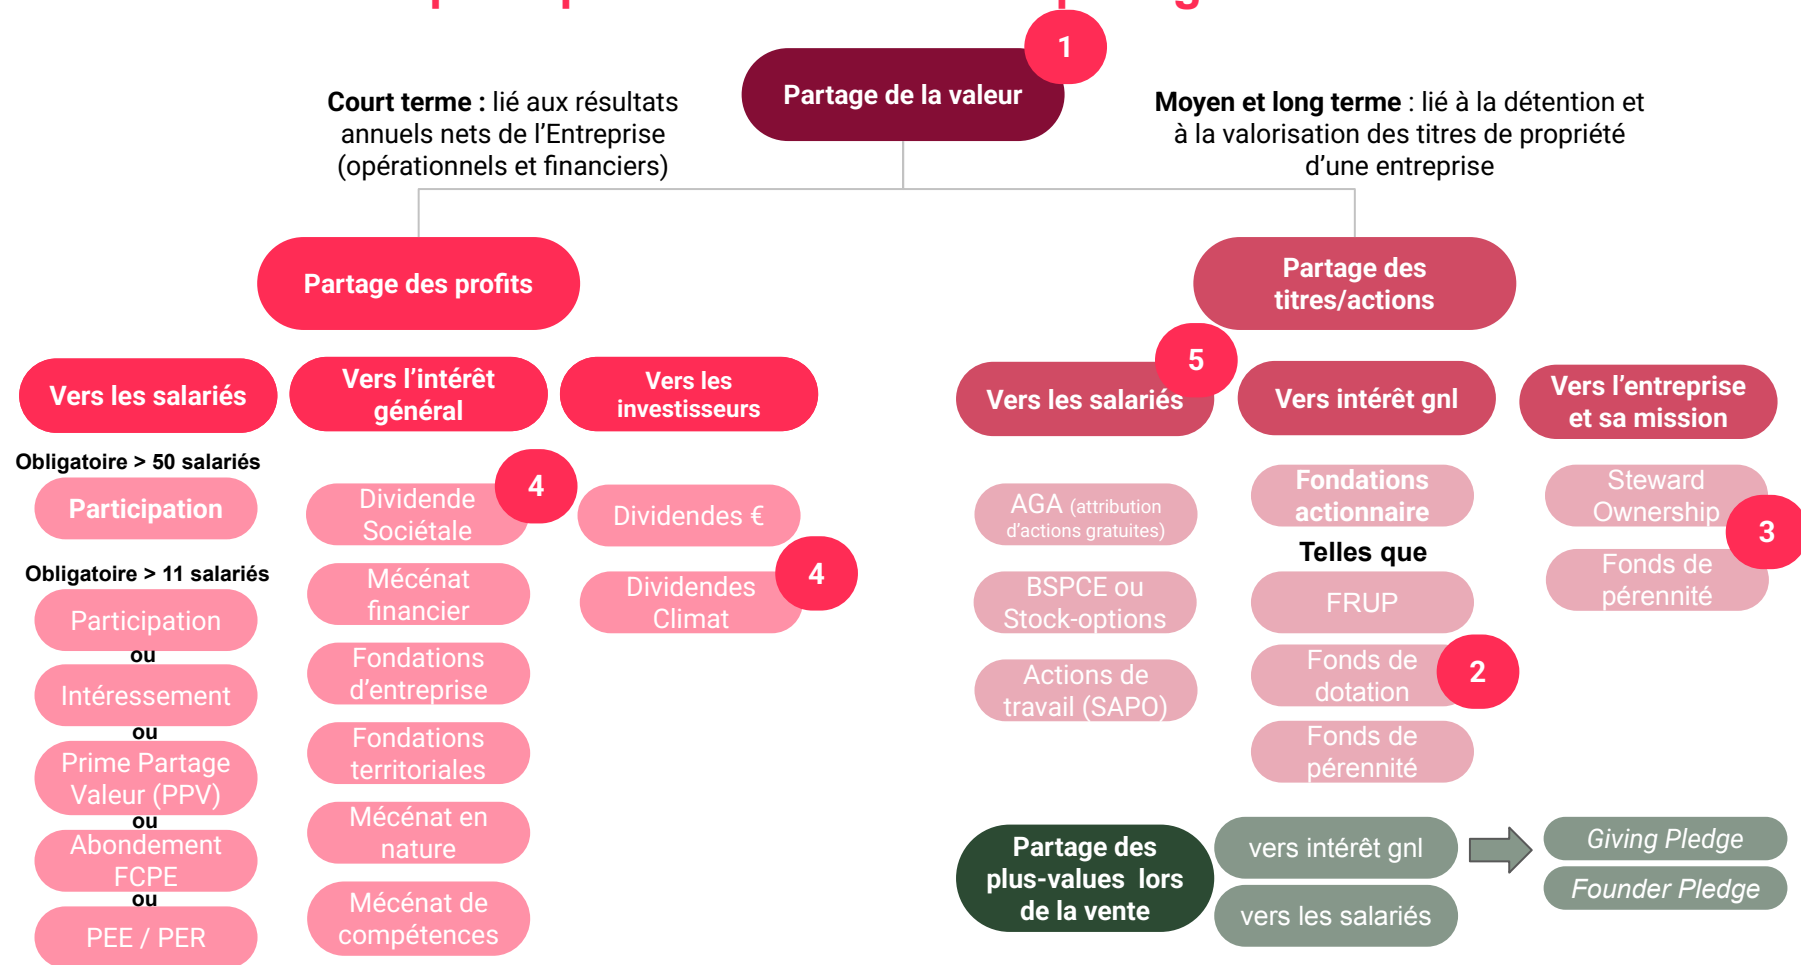 1
Partage de la valeur
Court terme : lié aux résultats
annuels nets de l'Entreprise
(opérationnels et financiers)
Moyen et long terme : lié à la détention et
à la valorisation des titres de propriété
d'une entreprise
Partage des profits
Partage des
titres/actions
Vers les salariés
Vers l'intérêt
général
Vers les
investisseurs
5
Vers les salariés
Vers intérêt gnl
Vers l'entreprise
et sa mission
Obligatoire > 50 salariés
Participation
Obligatoire > 11 salariés
Participation
ou
Intéressement
ou
Prime Partage
Valeur (PPV)
ou
Abondement
FCPE
ou
PEE / PER
Dividende
Sociétale
4
Mécénat
financier
Fondations
d'entreprise
Fondations
territoriales
Mécénat en
nature
Mécénat de
compétences
Dividendes €
Dividendes
Climat
4
AGA (attribution
d'actions gratuites)
BSPCE ou
Stock-options
Actions de
travail (SAPO)
Fondations
actionnaire
Telles que
FRUP
Fonds de
dotation
2
Fonds de
pérennité
Steward
Ownership
3
Fonds de
pérennité
Partage des
plus-values lors
de la vente
vers intérêt gnl
vers les salariés
Giving Pledge
Founder Pledge